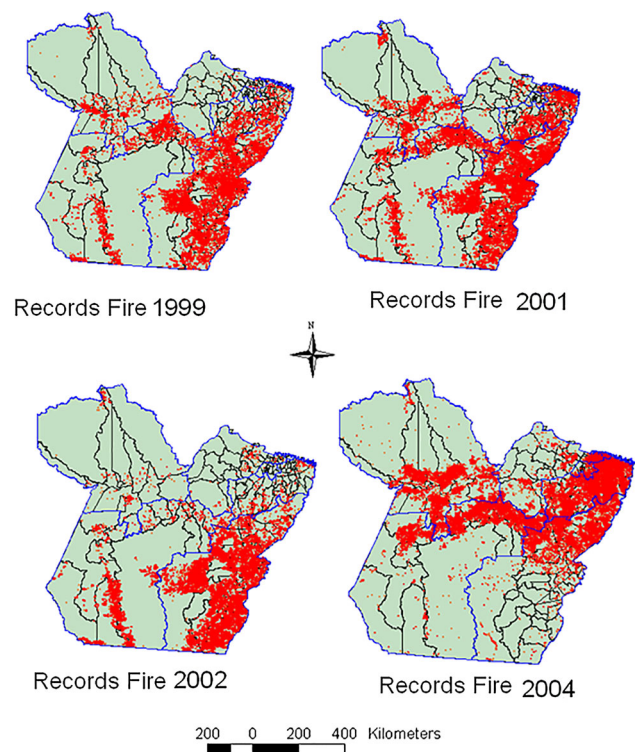 Records Fire 1999
Records Fire 2001
N
Records Fire 2002
Records Fire 2004
200 0 200 400 Kilometers